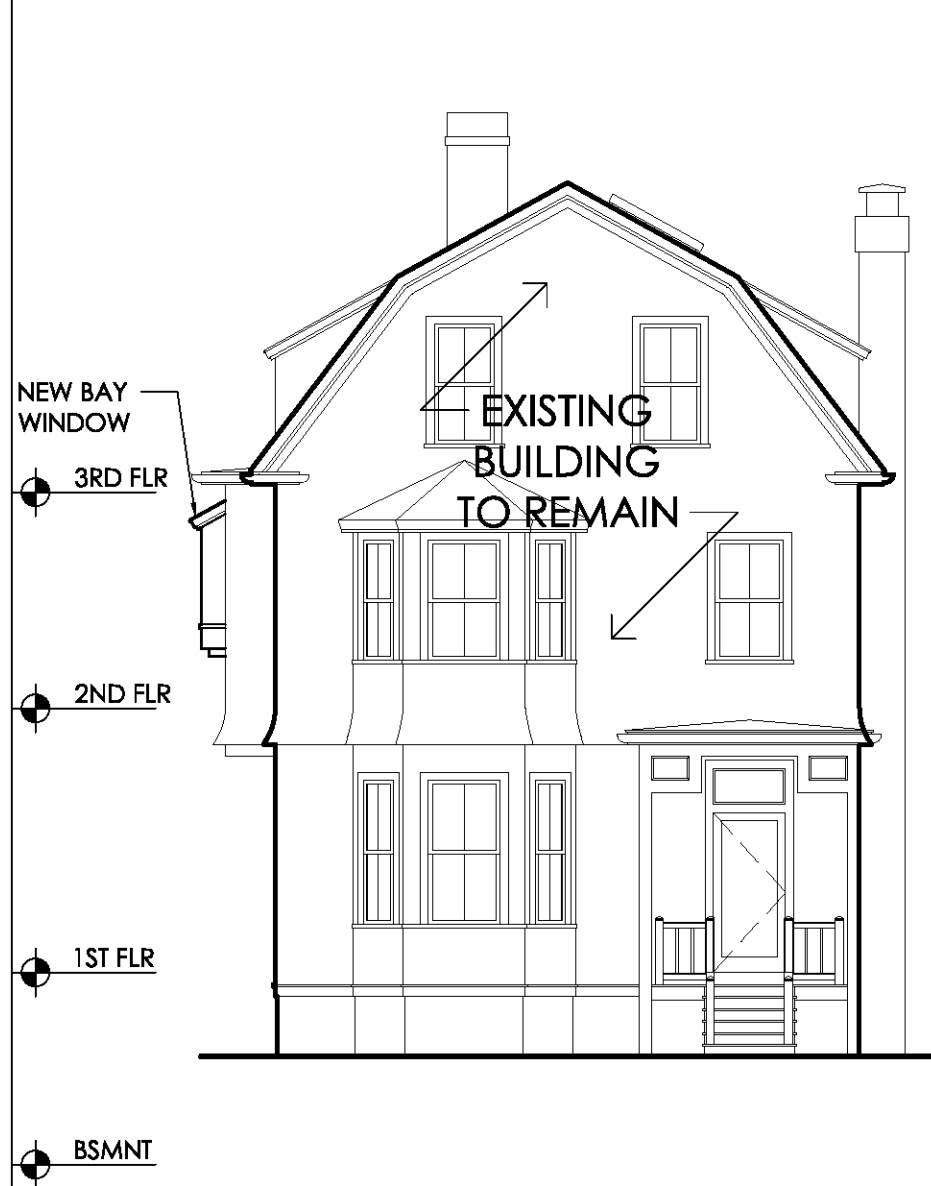 NEW BAY
WINDOW
EXISTING
BUILDING
TO REMAIN
3RD FLR
2ND FLR
1ST FLR
BSMNT